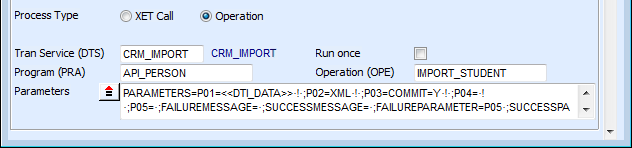 Process Type XET Call Operation
Tran Service (DTS) CRM_IMPORT CRM_IMPORT Run once
Program (PRA) API_PERSON Operation (OPE) IMPORT_STUDENT
Parameters PARAMETERS=P01=<<DTI_DATA>>·!·;P02=XML·!·;P03=COMMIT=Y·!·;P04=·!
·;P05=·;FAILUREMESSAGE=·;SUCCESSMESSAGE=·;FAILUREPARAMETER=P05·;SUCCESSPA